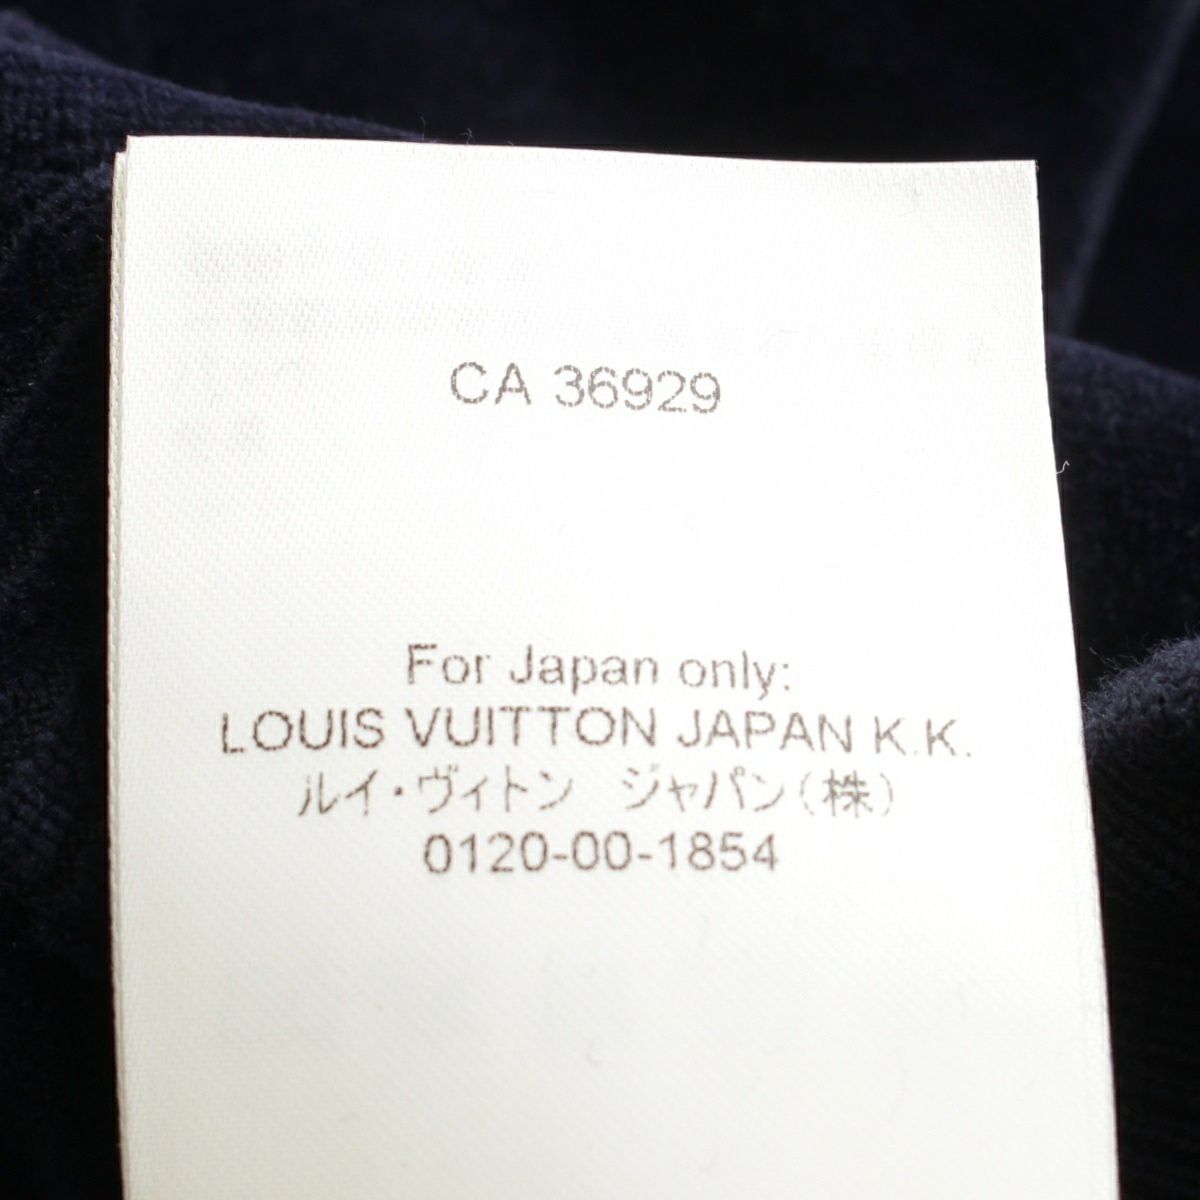 CA 36929
For Japan only:
LOUIS VUITTON JAPAN K.K.
ルイ・ヴィトン　ジャパン(株)
0120-00-1854